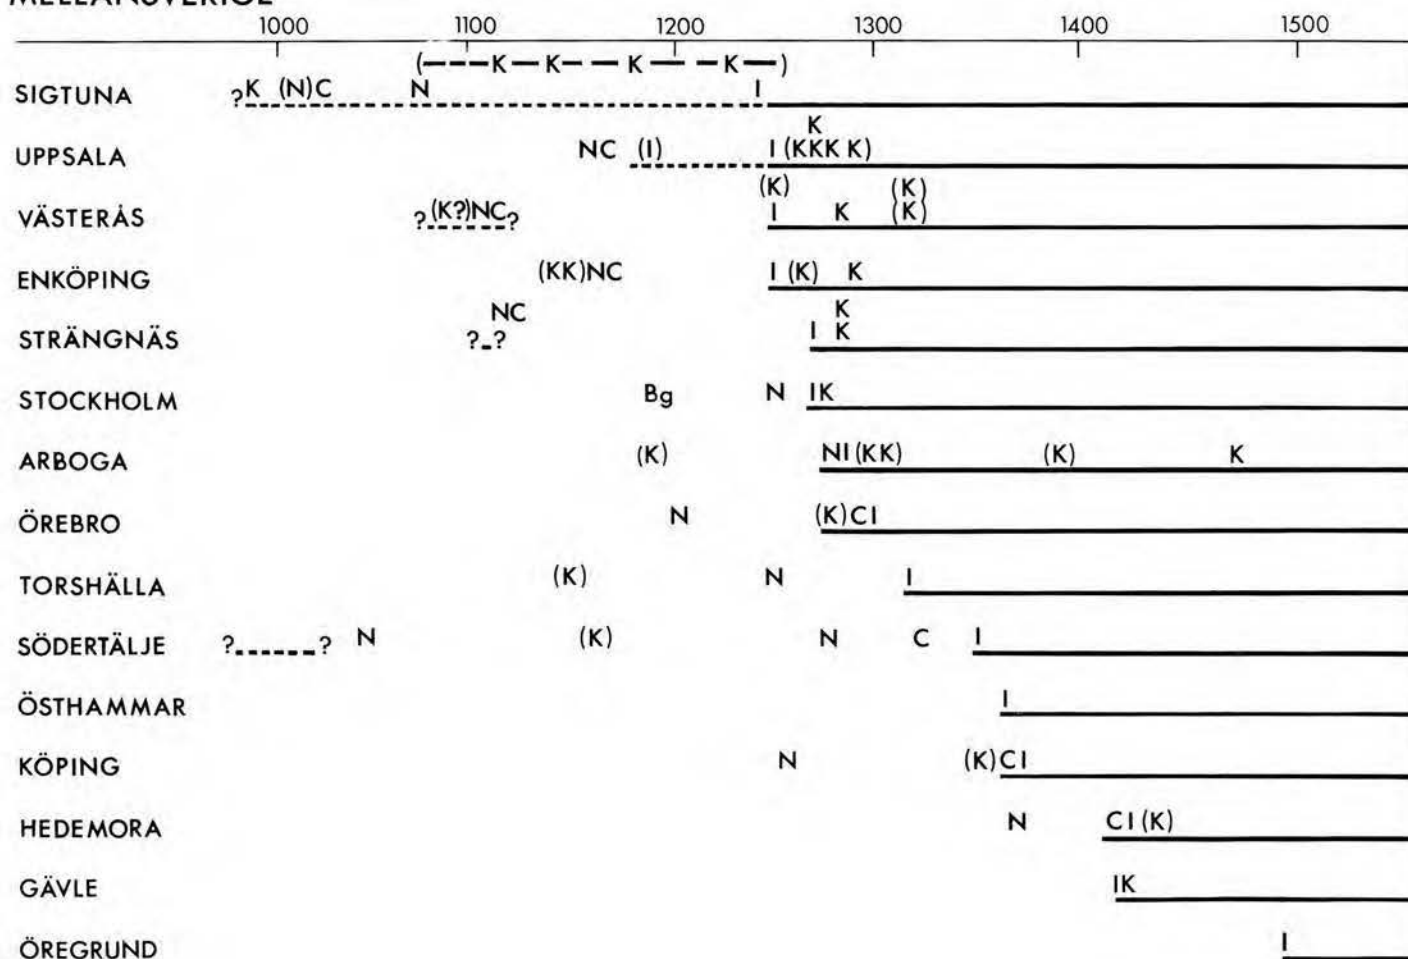 MELLANSVERIGE
1000 1100 1200 1300 1400 1500
(– – – K – K – – K – – K – –)
SIGTUNA ?K (N)C N I
K
UPPSALA NC (I) I (KKK K)
(K) (K)
VÄSTERÅS ?(K?)NC? I K (K)
ENKÖPING (KK)NC I (K) K
NC K
STRÄNGNÄS ?-? I K
STOCKHOLM Bg N IK
ARBOGA (K) NI (KK) (K) K
ÖREBRO N (K)CI
TORSHÄLLA (K) N I
SÖDERTÄLJE ?------? N (K) N C I
ÖSTHAMMAR I
KÖPING N (K)CI
HEDEMORA N CI (K)
GÄVLE IK
ÖREGRUND I